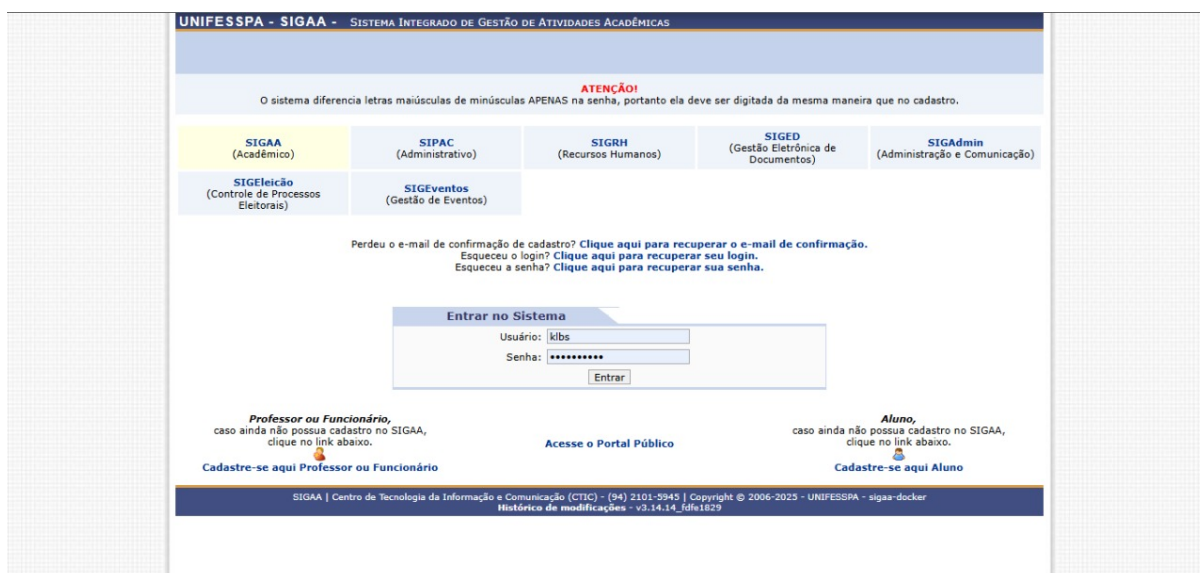 UNIFESSPA - SIGAA - Sistema Integrado de Gestão de Atividades Acadêmicas
ATENÇÃO!
O sistema diferencia letras maiúsculas de minúsculas APENAS na senha, portanto ela deve ser digitada da mesma maneira que no cadastro.
SIGAA
(Acadêmico)
SIPAC
(Administrativo)
SIGRH
(Recursos Humanos)
SIGED
(Gestão Eletrônica de
Documentos)
SIGAdmin
(Administração e Comunicação)
SIGEleicão
(Controle de Processos
Eleitorais)
SIGEventos
(Gestão de Eventos)
Perdeu o e-mail de confirmação de cadastro? Clique aqui para recuperar o e-mail de confirmação.
Esqueceu o login? Clique aqui para recuperar seu login.
Esqueceu a senha? Clique aqui para recuperar sua senha.
Entrar no Sistema
Usuário: klbs
Senha: ••••••••••
Entrar
Professor ou Funcionário,
caso ainda não possua cadastro no SIGAA,
clique no link abaixo.
Cadastre-se aqui Professor ou Funcionário
Acesse o Portal Público
Aluno,
caso ainda não possua cadastro no SIGAA,
clique no link abaixo.
Cadastre-se aqui Aluno
SIGAA | Centro de Tecnologia da Informação e Comunicação (CTIC) - (94) 2101-5945 | Copyright © 2006-2025 - UNIFESSPA - sigaa-docker
Histórico de modificações - v3.14.14_fdfe1829